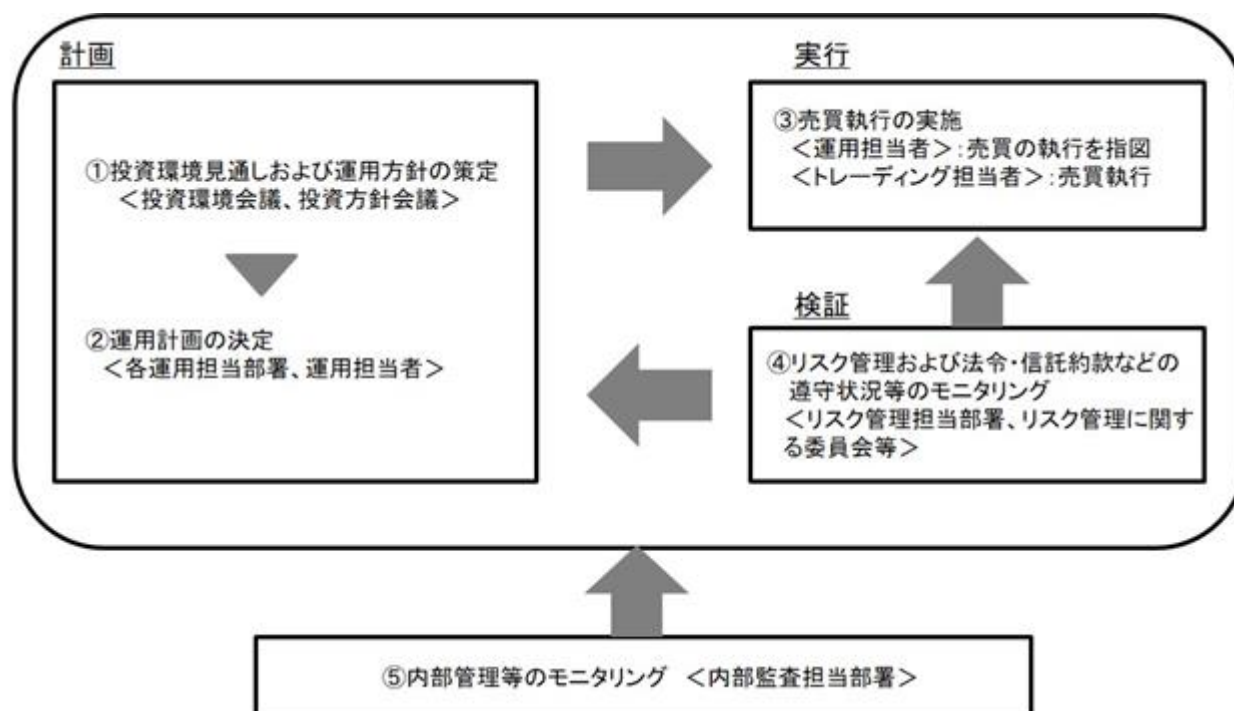 計画
①投資環境見通しおよび運用方針の策定
＜投資環境会議、投資方針会議＞
②運用計画の決定
＜各運用担当部署、運用担当者＞
実行
③売買執行の実施
＜運用担当者＞：売買の執行を指図
＜トレーディング担当者＞：売買執行
検証
④リスク管理および法令・信託約款などの
遵守状況等のモニタリング
＜リスク管理担当部署、リスク管理に関す
る委員会等＞
⑤内部管理等のモニタリング ＜内部監査担当部署＞